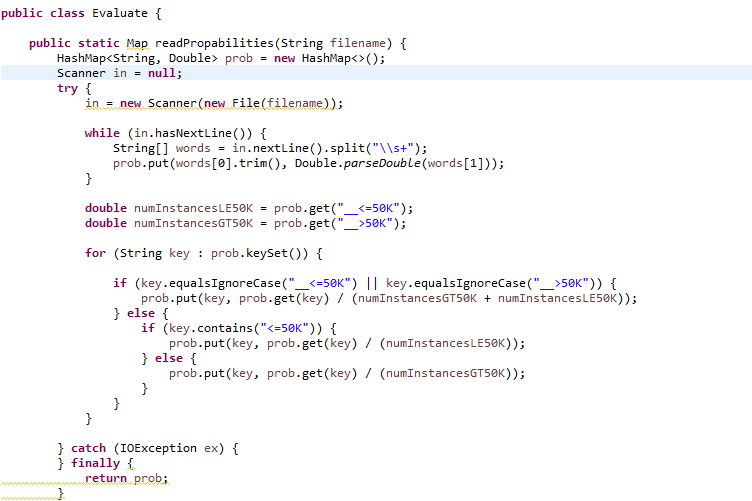 public class Evaluate {
public static Map readPropabilities(String filename) {
HashMap<String, Double> prob = new HashMap<>();
Scanner in = null;
try {
in = new Scanner(new File(filename));
while (in.hasNextLine()) {
String[] words = in.nextLine().split("\\s+");
prob.put(words[0].trim(), Double.parseDouble(words[1]));
}
double numInstancesLE50K = prob.get("__<=50K");
double numInstancesGT50K = prob.get("__>50K");
for (String key : prob.keySet()) {
if (key.equalsIgnoreCase("__<=50K") || key.equalsIgnoreCase("__>50K")) {
prob.put(key, prob.get(key) / (numInstancesGT50K + numInstancesLE50K));
} else {
if (key.contains("<=50K")) {
prob.put(key, prob.get(key) / (numInstancesLE50K));
} else {
prob.put(key, prob.get(key) / (numInstancesGT50K));
}
}
}
} catch (IOException ex) {
} finally {
return prob;
}